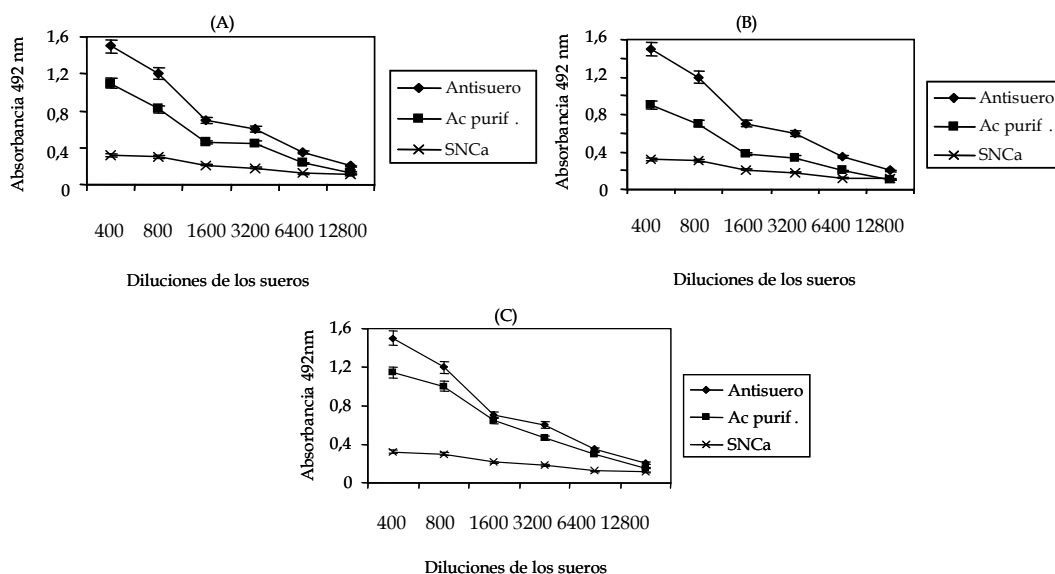 (A)
1,6
1,2
0,8
0,4
0
Absorbancia 492 nm
400 800 1600 3200 6400 12800
Diluciones de los sueros
Antisuero
Ac purif .
SNCa
(B)
1,6
1,2
0,8
0,4
0
Absorbancia 492 nm
400 800 1600 3200 6400 12800
Diluciones de los sueros
Antisuero
Ac purif .
SNCa
(C)
1,6
1,2
0,8
0,4
0
Absorbancia 492nm
400 800 1600 3200 6400 12800
Diluciones de los sueros
Antisuero
Ac purif .
SNCa